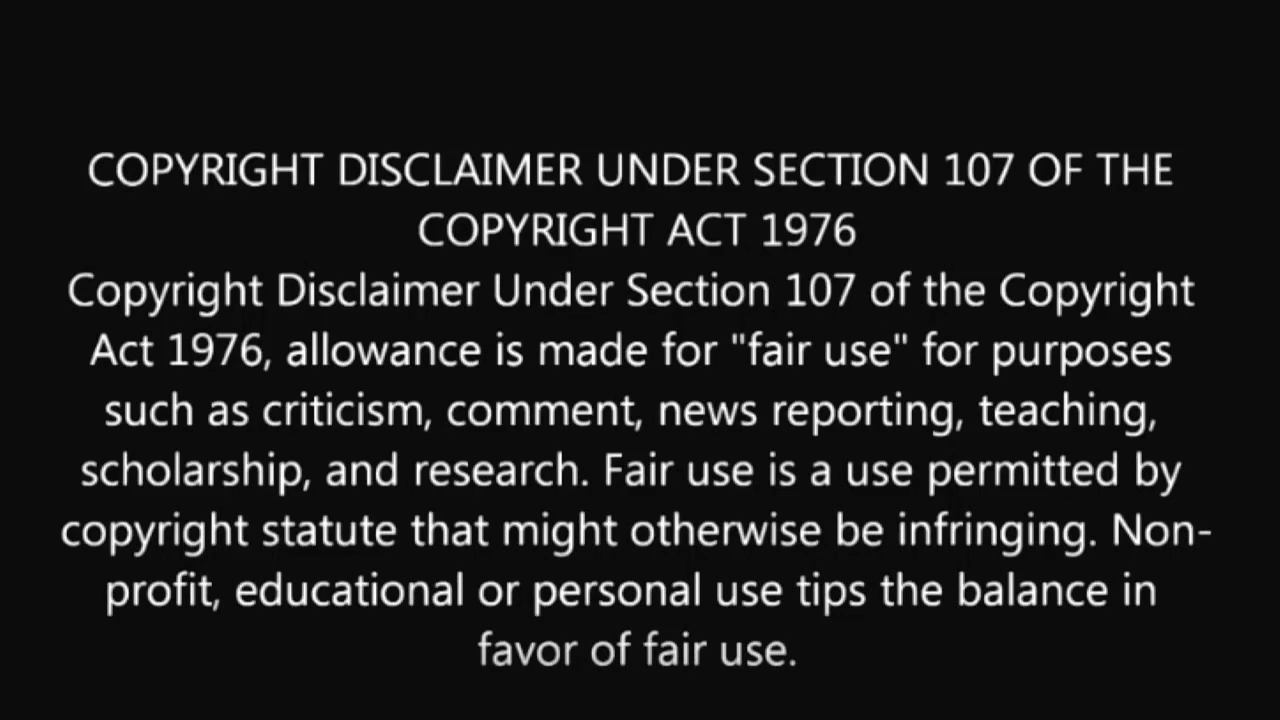 COPYRIGHT DISCLAIMER UNDER SECTION 107 OF THE
COPYRIGHT ACT 1976
Copyright Disclaimer Under Section 107 of the Copyright
Act 1976, allowance is made for "fair use" for purposes
such as criticism, comment, news reporting, teaching,
scholarship, and research. Fair use is a use permitted by
copyright statute that might otherwise be infringing. Non-
profit, educational or personal use tips the balance in
favor of fair use.